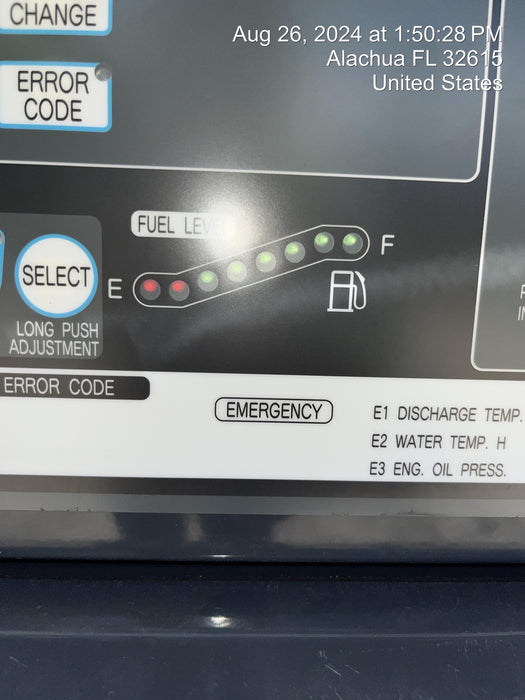 CHANGE
Aug 26, 2024 at 1:50:28 PM
Alachua FL 32615
United States
ERROR
CODE
FUEL LEVEL
E
F
SELECT
LONG PUSH
ADJUSTMENT
ERROR CODE
EMERGENCY
E1 DISCHARGE TEMP.
E2 WATER TEMP. H
E3 ENG. OIL PRESS.